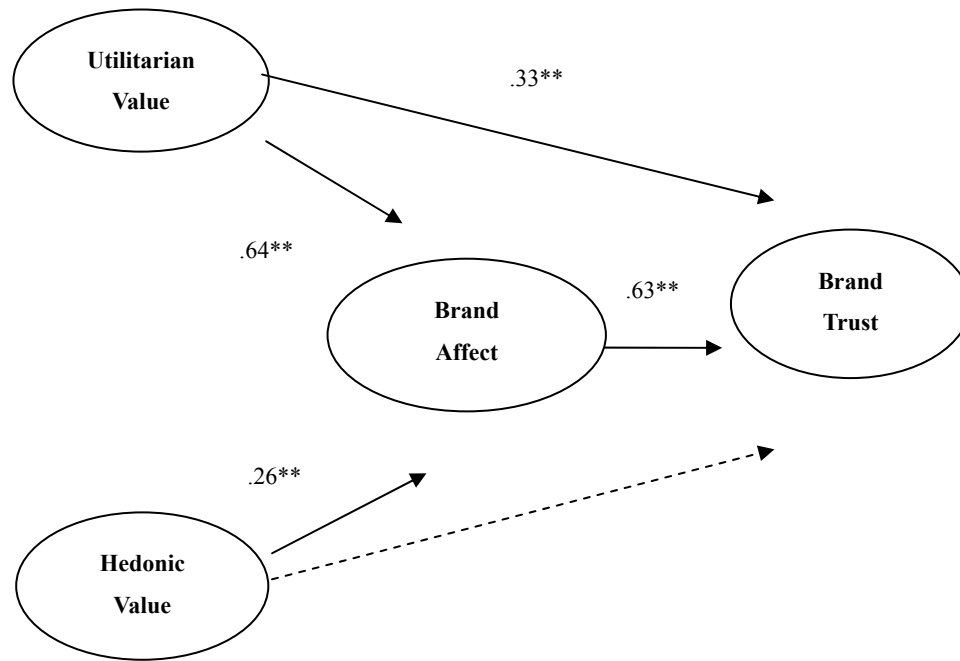 Utilitarian
Value
.33**
.64**
Brand
Affect
.63**
Brand
Trust
.26**
Hedonic
Value